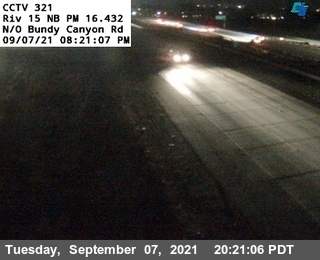 CCTV 321
Riv 15 NB PM 16.432
N/O Bundy Canyon Rd
09/07/21 08:21:07 PM
Tuesday, September 07, 2021 20:21:06 PDT